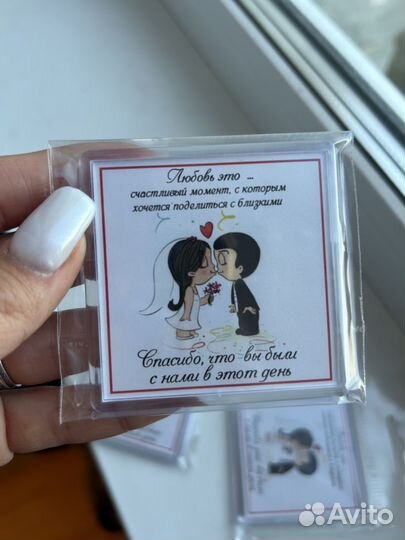 Любовь это ...
счастливый момент, с которым
хочется поделиться с близкими
Спасибо, что вы были
с нами в этот день
Avito